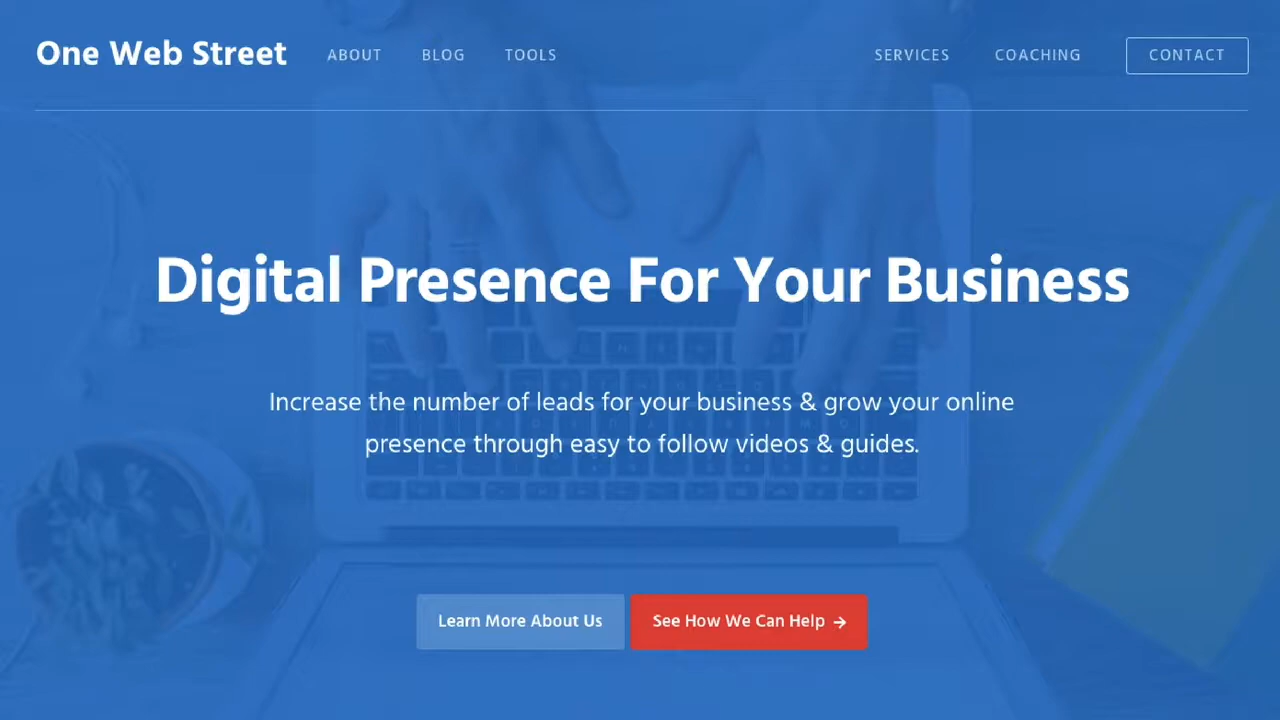 One Web Street
ABOUT
BLOG
TOOLS
SERVICES
COACHING
CONTACT
Digital Presence For Your Business
Increase the number of leads for your business & grow your online
presence through easy to follow videos & guides.
Learn More About Us
See How We Can Help →